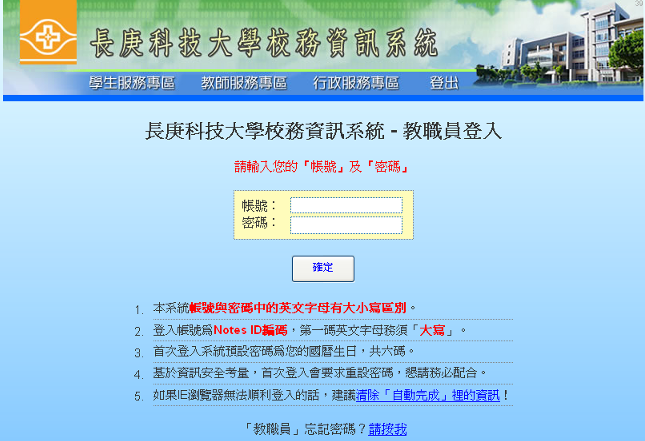 長庚科技大學校務資訊系統
學生服務專區 教師服務專區 行政服務專區 登出
長庚科技大學校務資訊系統 - 教職員登入
請輸入您的「帳號」及「密碼」
帳號：
密碼：
確定
1. 本系統帳號與密碼中的英文字母有大小寫區別。
2. 登入帳號為Notes ID編碼，第一碼英文字母務須「大寫」。
3. 首次登入系統預設密碼為您的國曆生日，共六碼。
4. 基於資訊安全考量，首次登入會要求重設密碼，懇請務必配合。
5. 如果IE瀏覽器無法順利登入的話，建議清除「自動完成」裡的資訊！
「教職員」忘記密碼？請按我